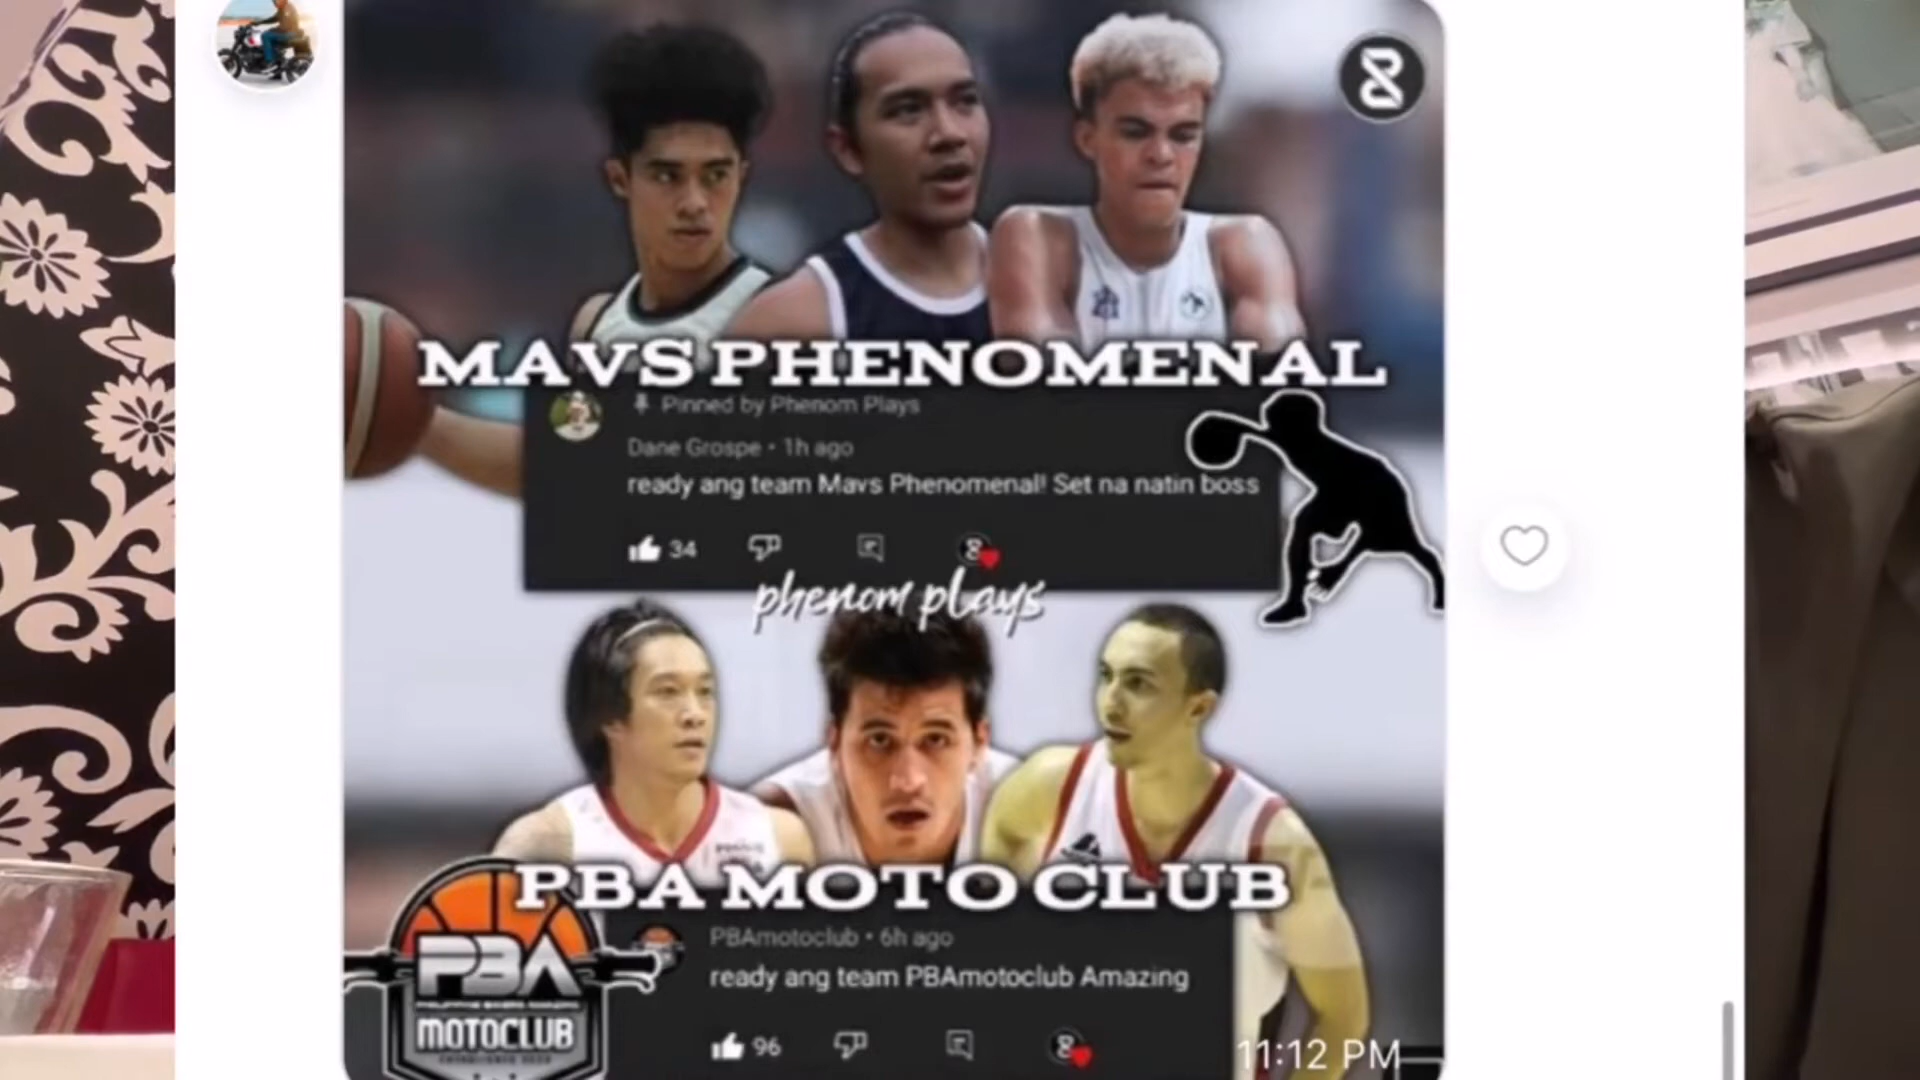 MAVS PHENOMENAL
Pinned by Phenom Plays
Dane Grospe • 1h ago
ready ang team Mavs Phenomenal! Set na natin boss
34
phenom plays
PBA MOTO CLUB
PBAmotoclub • 6h ago
ready ang team PBAmotoclub Amazing
PBA
MOTOCLUB
96
11:12 PM